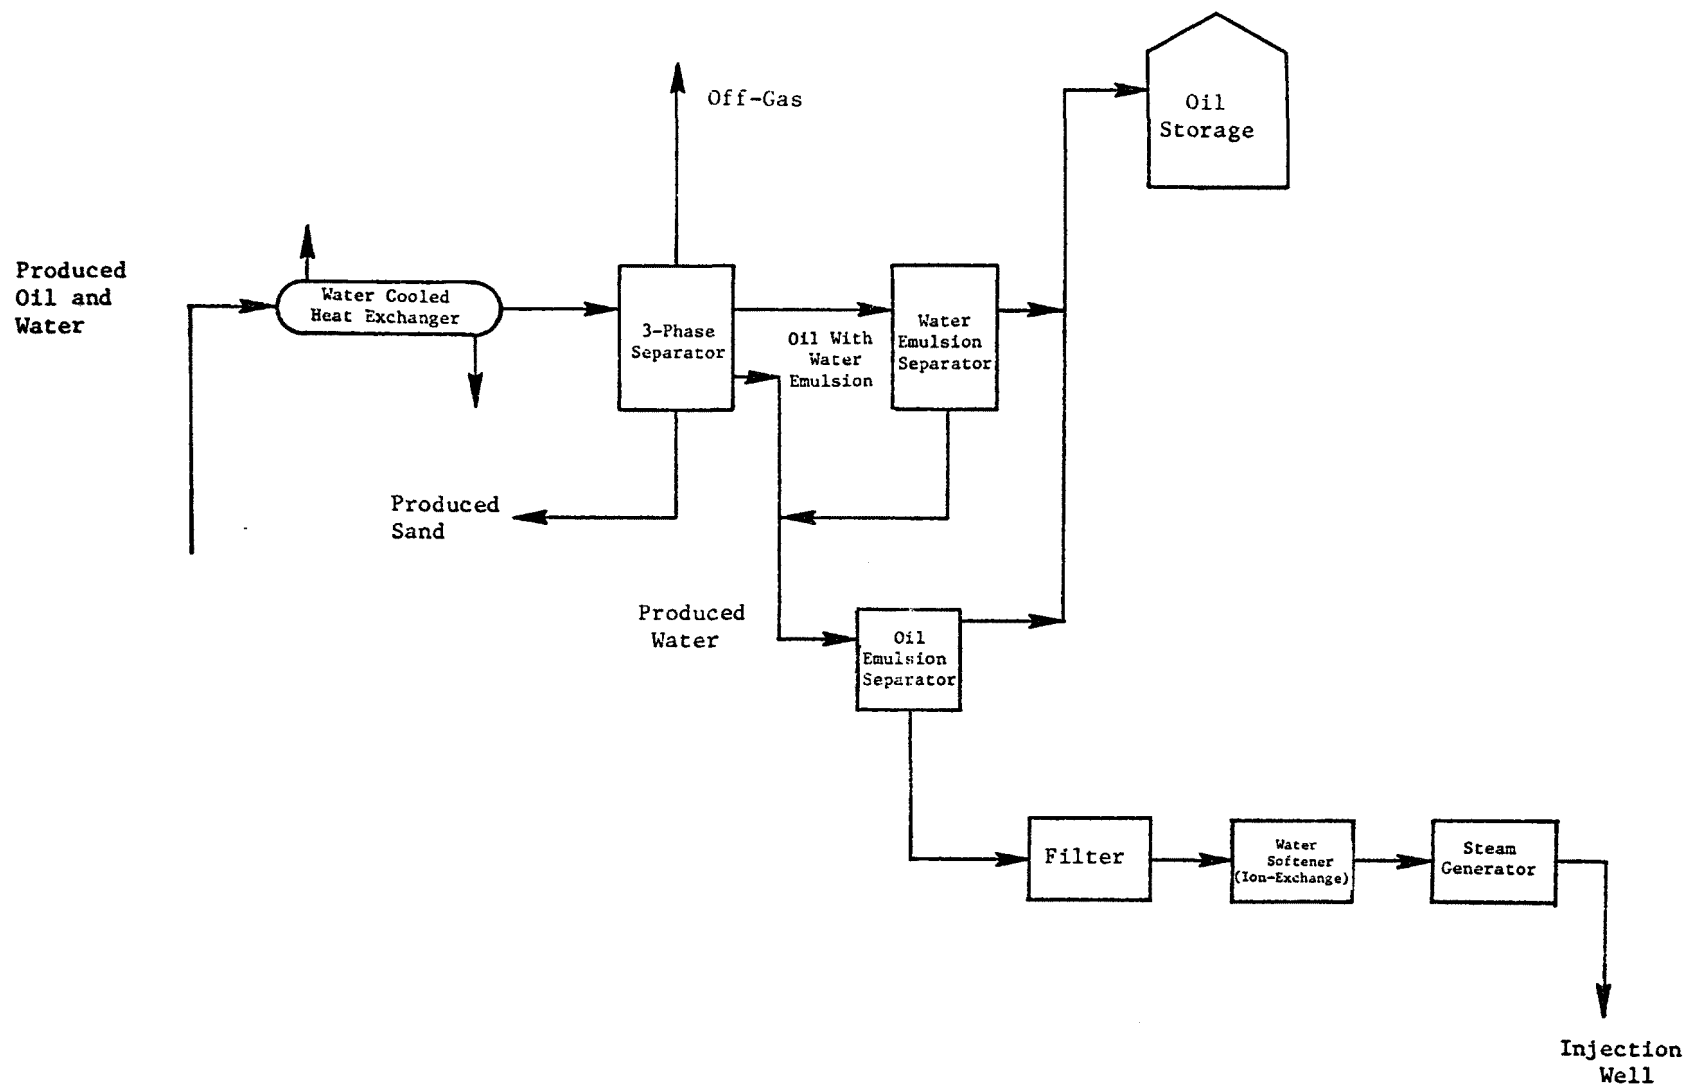 Off-Gas
Oil
Storage
Produced
Oil and
Water
Water Cooled
Heat Exchanger
3-Phase
Separator
Oil With
Water
Emulsion
Water
Emulsion
Separator
Produced
Sand
Produced
Water
Oil
Emulsion
Separator
Filter
Water
Softener
(Ion-Exchange)
Steam
Generator
Injection
Well